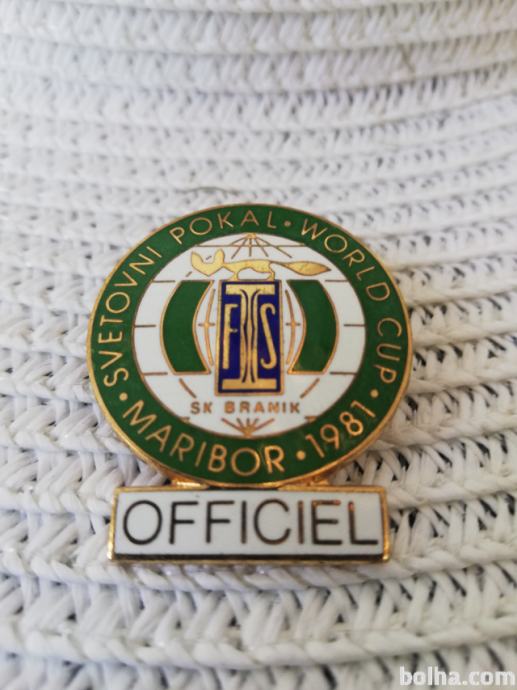 SVETOVNI POKAL · WORLD CUP ·
MARIBOR · 1981 ·
FIS
SK BRANIK
OFFICIEL
bolha.com